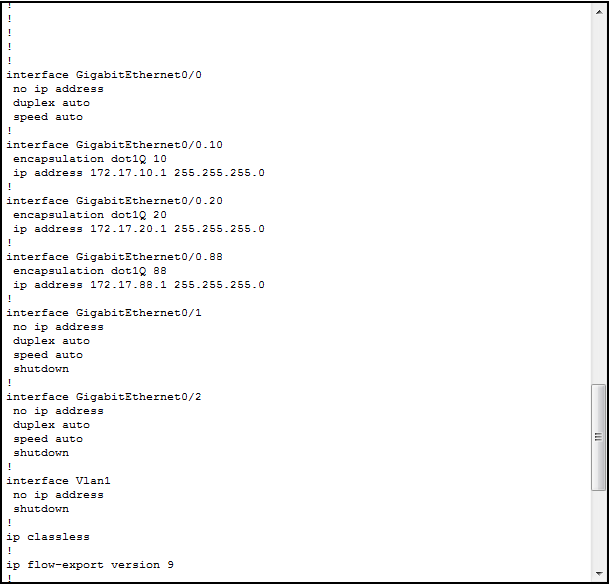 !
!
!
!
!
interface GigabitEthernet0/0
 no ip address
 duplex auto
 speed auto
!
interface GigabitEthernet0/0.10
 encapsulation dot1Q 10
 ip address 172.17.10.1 255.255.255.0
!
interface GigabitEthernet0/0.20
 encapsulation dot1Q 20
 ip address 172.17.20.1 255.255.255.0
!
interface GigabitEthernet0/0.88
 encapsulation dot1Q 88
 ip address 172.17.88.1 255.255.255.0
!
interface GigabitEthernet0/1
 no ip address
 duplex auto
 speed auto
 shutdown
!
interface GigabitEthernet0/2
 no ip address
 duplex auto
 speed auto
 shutdown
!
interface Vlan1
 no ip address
 shutdown
!
ip classless
!
ip flow-export version 9
!